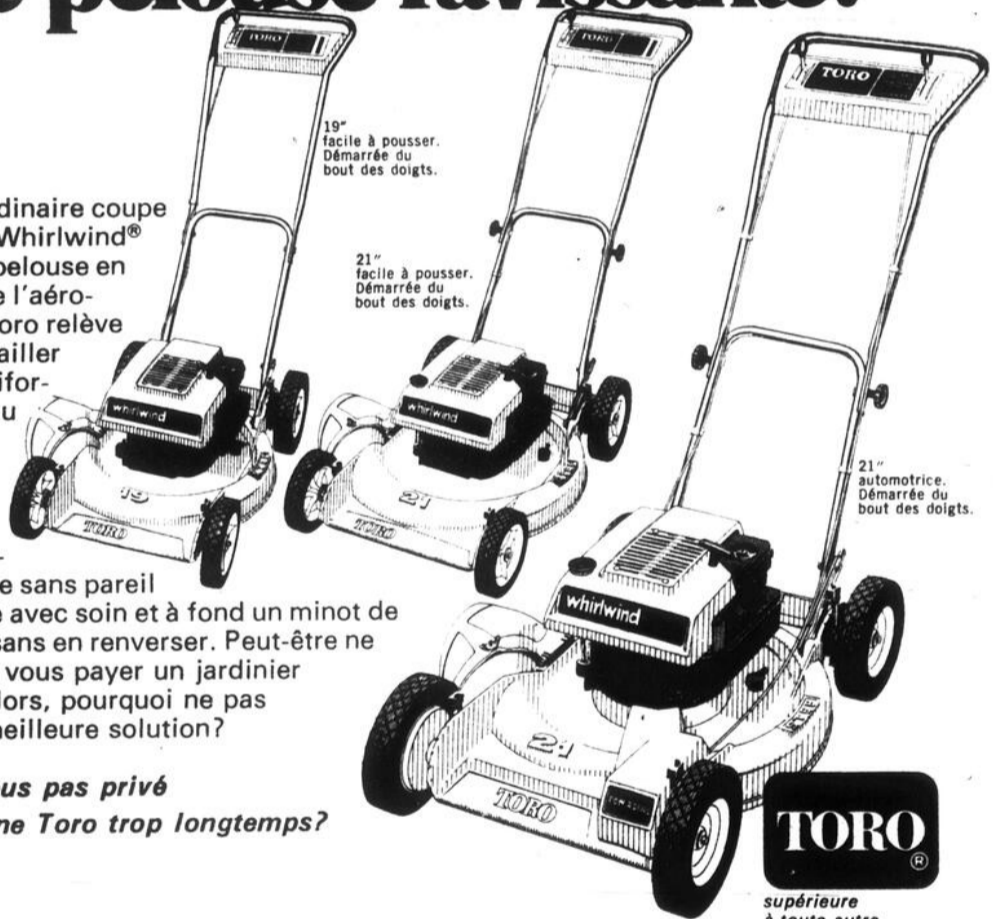 e pelouse ravissante.
TORO
TORO
TORO
19"
facile à pousser.
Démarrée du
bout des doigts.
21"
facile à pousser.
Démarrée du
bout des doigts.
21"
automotrice.
Démarrée du
bout des doigts.
dinaire coupe
Whirlwind®
pelouse en
e l'aéro-
oro relève
ailler
ifor-
u
-
e sans pareil
e avec soin et à fond un minot de
sans en renverser. Peut-être ne
vous payer un jardinier
lors, pourquoi ne pas
neilleure solution?
us pas privé
ne Toro trop longtemps?
whirlwind
19
TORO
whirlwind
21
TORO
whirlwind
21
TORO
TORO®
supérieure
à toute autre